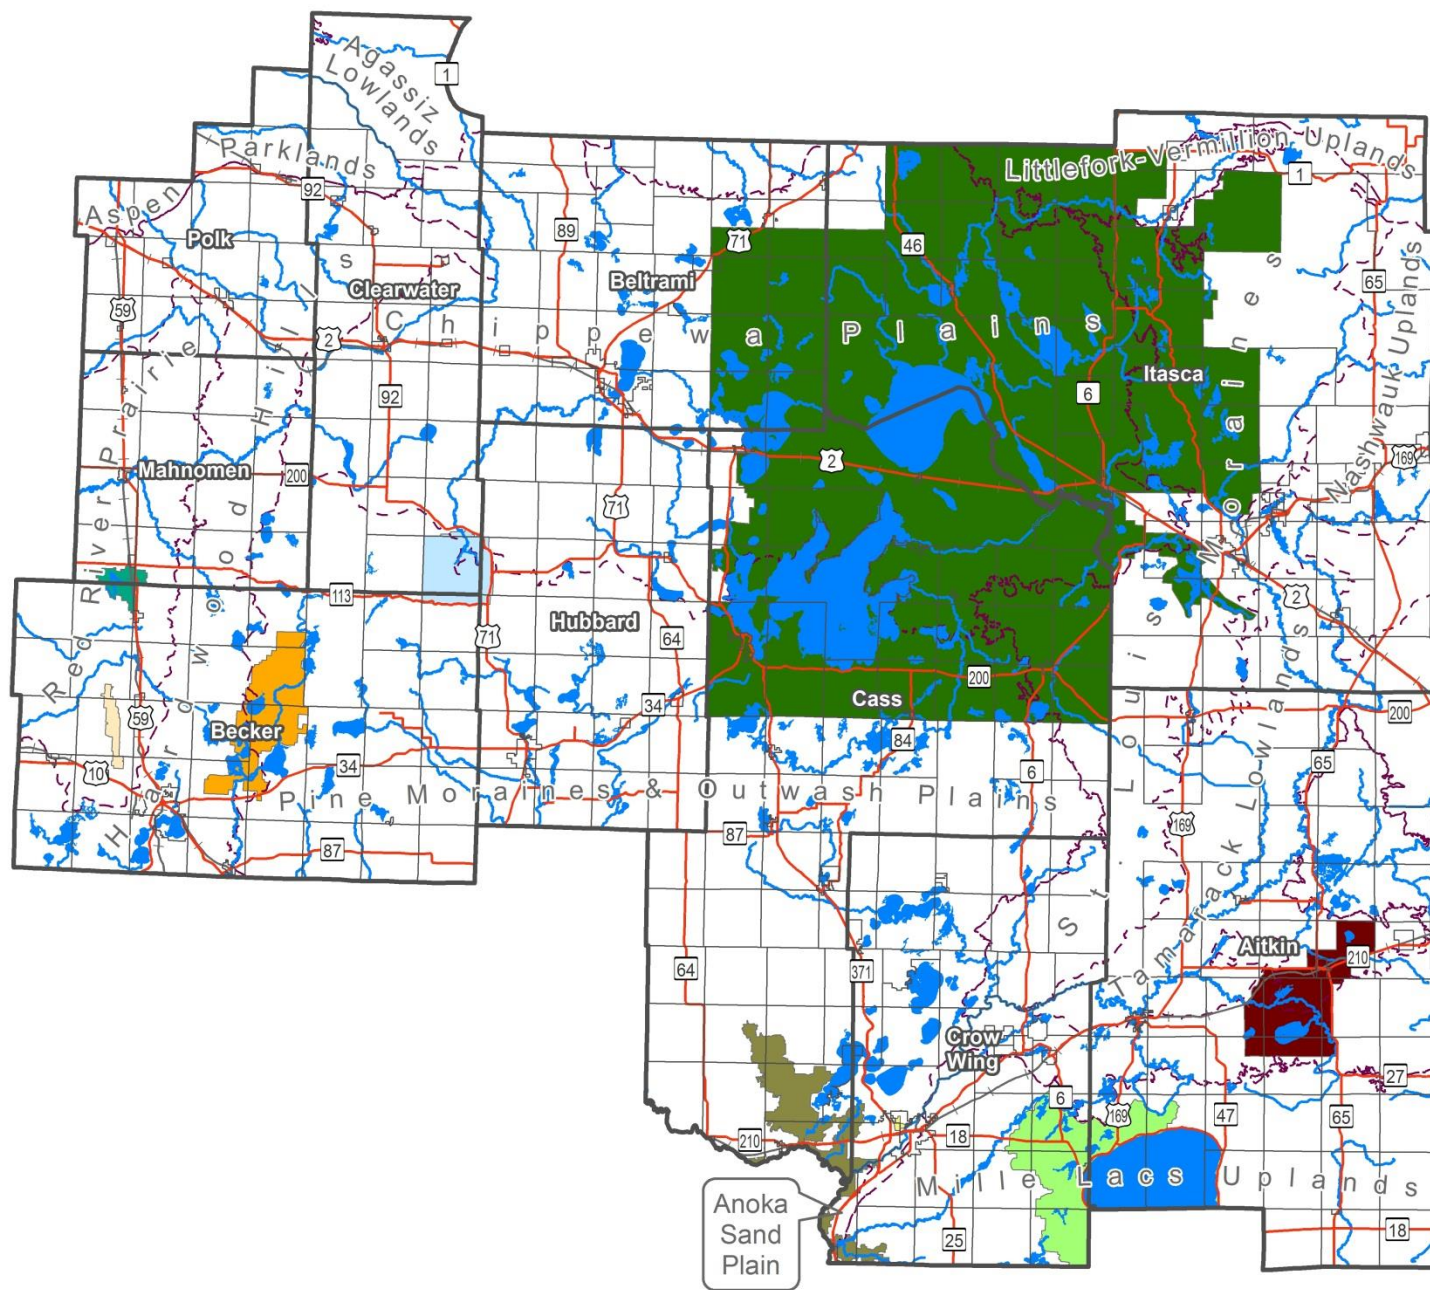 Agassiz
Lowlands
1
Aspen Parklands
92
Littlefork-Vermillion Uplands
1
Polk
89
71
46
59
Clearwater
Beltrami
65
2
Chippewa Plains
Itasca
92
6
Nashwauk Uplands
169
Mahnomen
200
2
71
Red River Prairie
Hardwood Hills
St. Louis Moraines
113
2
71
Hubbard
64
200
34
Cass
59
Becker
84
200
10
34
6
65
Pine Moraines & Outwash Plains
169
87
87
Tamarack Lowlands
Aitkin
64
371
210
Crow
Wing
27
6
169
47
65
210
18
Mille Lacs Uplands
Anoka
Sand
Plain
25
18